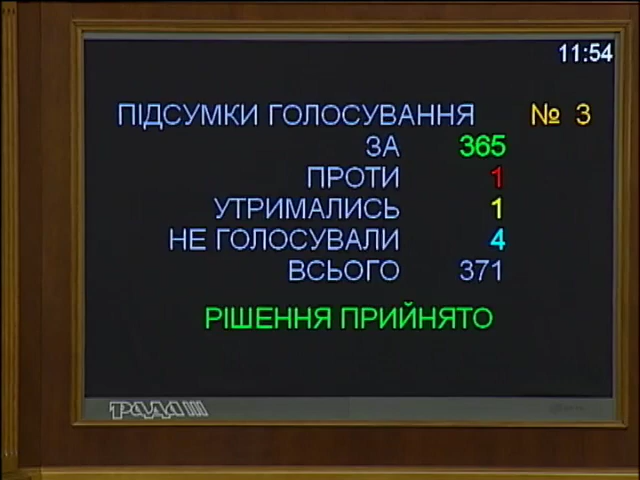 11:54
ПІДСУМКИ ГОЛОСУВАННЯ № 3
ЗА 365
ПРОТИ 1
УТРИМАЛИСЬ 1
НЕ ГОЛОСУВАЛИ 4
ВСЬОГО 371
РІШЕННЯ ПРИЙНЯТО
РАДА